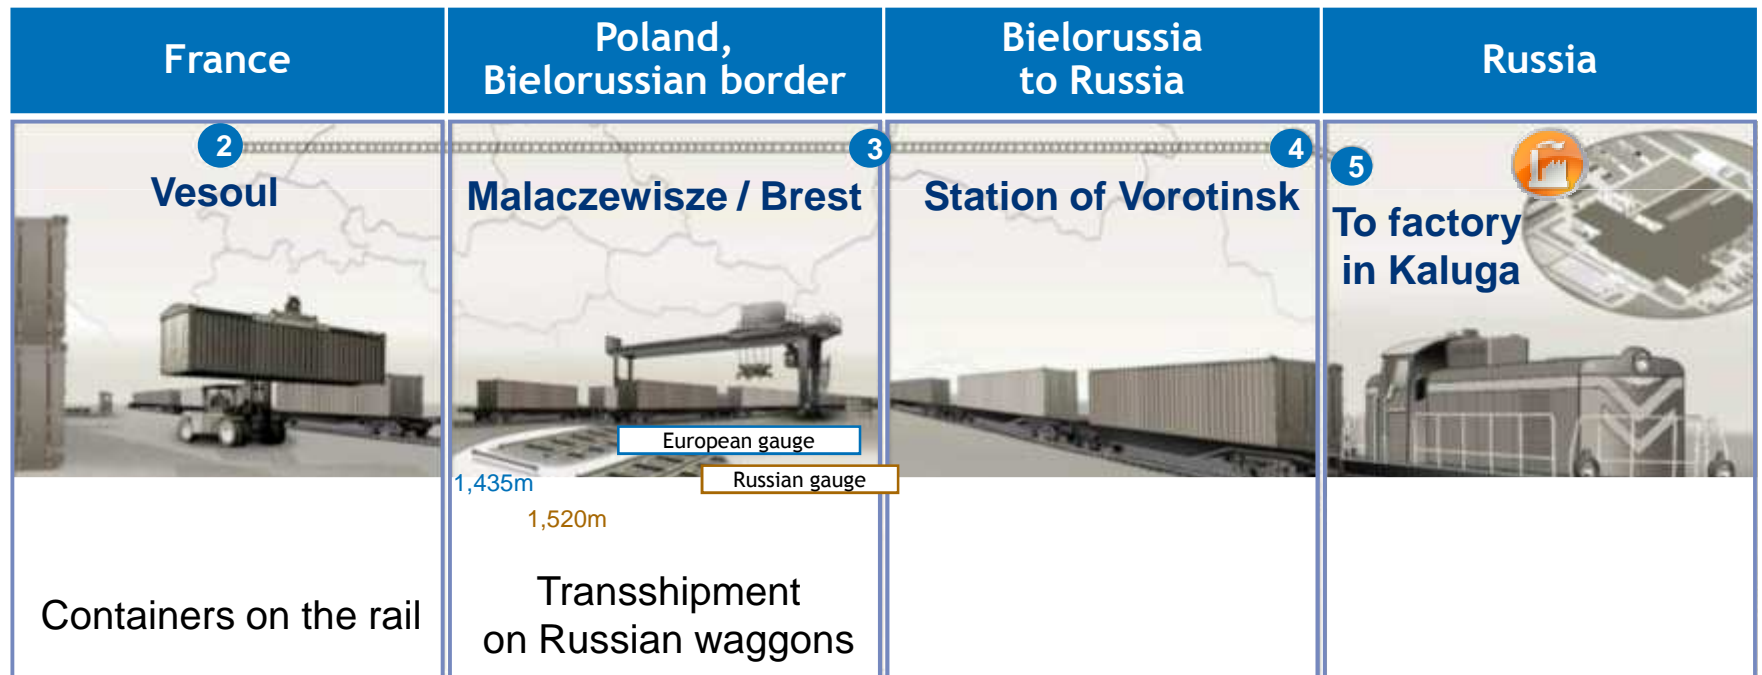 France
Poland,
Bielorussian border
Bielorussia
to Russia
Russia
2
3
4
5
Vesoul
Malaczewisze / Brest
Station of Vorotinsk
To factory
in Kaluga
European gauge
Russian gauge
1,435m
1,520m
Containers on the rail
Transshipment
on Russian waggons